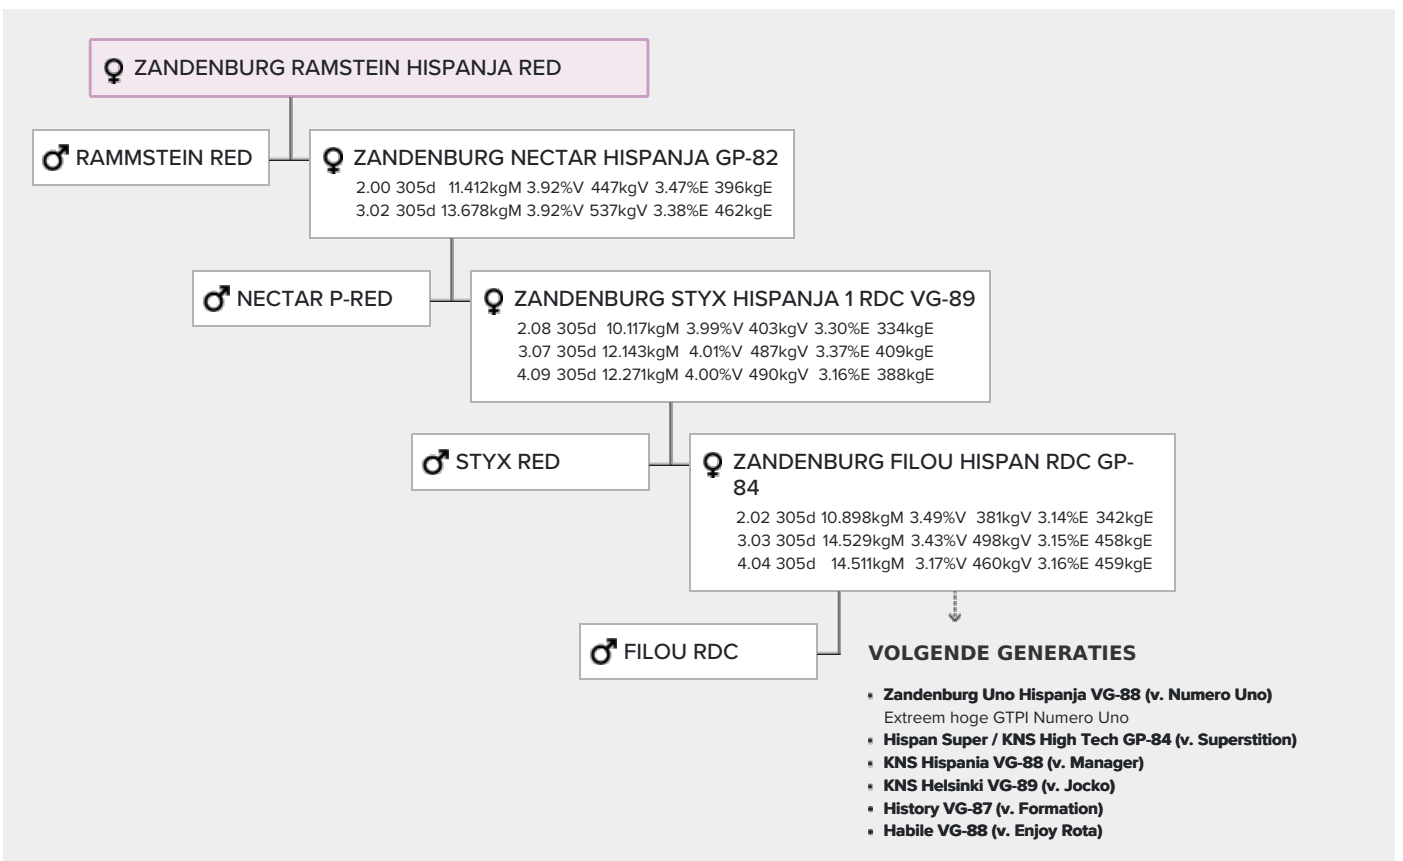 ZANDENBURG RAMSTEIN HISPANJA RED
RAMMSTEIN RED
ZANDENBURG NECTAR HISPANJA GP-82
2.00 305d 11.412kgM 3.92%V 447kgV 3.47%E 396kgE
3.02 305d 13.678kgM 3.92%V 537kgV 3.38%E 462kgE
NECTAR P-RED
ZANDENBURG STYX HISPANJA 1 RDC VG-89
2.08 305d 10.117kgM 3.99%V 403kgV 3.30%E 334kgE
3.07 305d 12.143kgM 4.01%V 487kgV 3.37%E 409kgE
4.09 305d 12.271kgM 4.00%V 490kgV 3.16%E 388kgE
STYX RED
ZANDENBURG FILOU HISPAN RDC GP-
84
2.02 305d 10.898kgM 3.49%V 381kgV 3.14%E 342kgE
3.03 305d 14.529kgM 3.43%V 498kgV 3.15%E 458kgE
4.04 305d 14.511kgM 3.17%V 460kgV 3.16%E 459kgE
FILOU RDC
VOLGENDE GENERATIES
▪ Zandenburg Uno Hispanja VG-88 (v. Numero Uno)
Extreem hoge GTPI Numero Uno
▪ Hispan Super / KNS High Tech GP-84 (v. Superstition)
▪ KNS Hispania VG-88 (v. Manager)
▪ KNS Helsinki VG-89 (v. Jocko)
▪ History VG-87 (v. Formation)
▪ Habile VG-88 (v. Enjoy Rota)